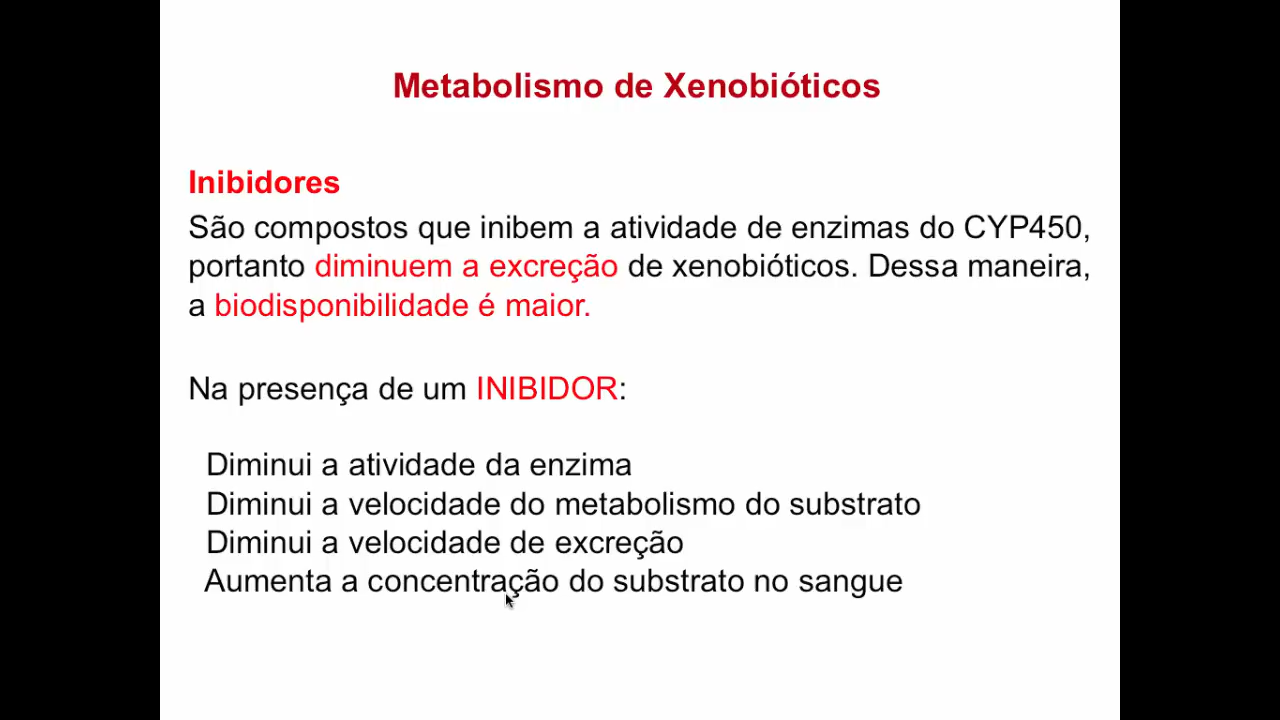 Metabolismo de Xenobióticos
Inibidores
São compostos que inibem a atividade de enzimas do CYP450,
portanto diminuem a excreção de xenobióticos. Dessa maneira,
a biodisponibilidade é maior.
Na presença de um INIBIDOR:
Diminui a atividade da enzima
Diminui a velocidade do metabolismo do substrato
Diminui a velocidade de excreção
Aumenta a concentração do substrato no sangue